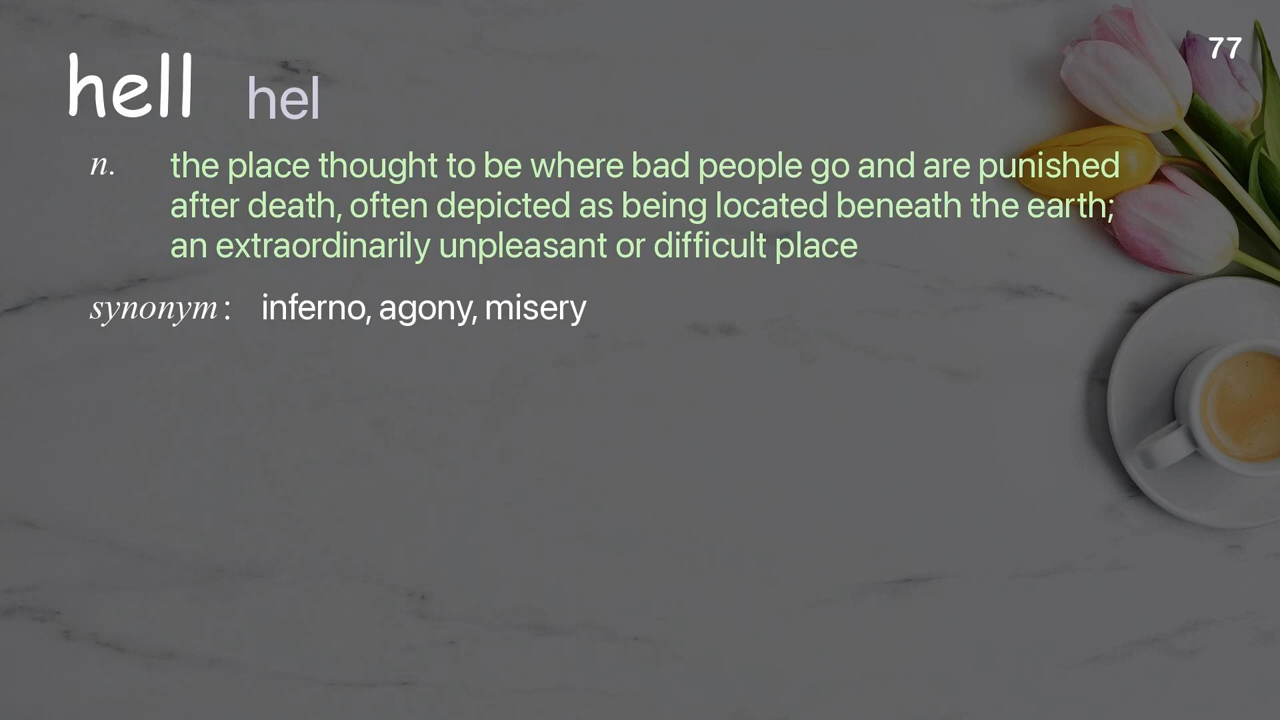 77
hell hel
n. the place thought to be where bad people go and are punished
after death, often depicted as being located beneath the earth;
an extraordinarily unpleasant or difficult place
synonym: inferno, agony, misery